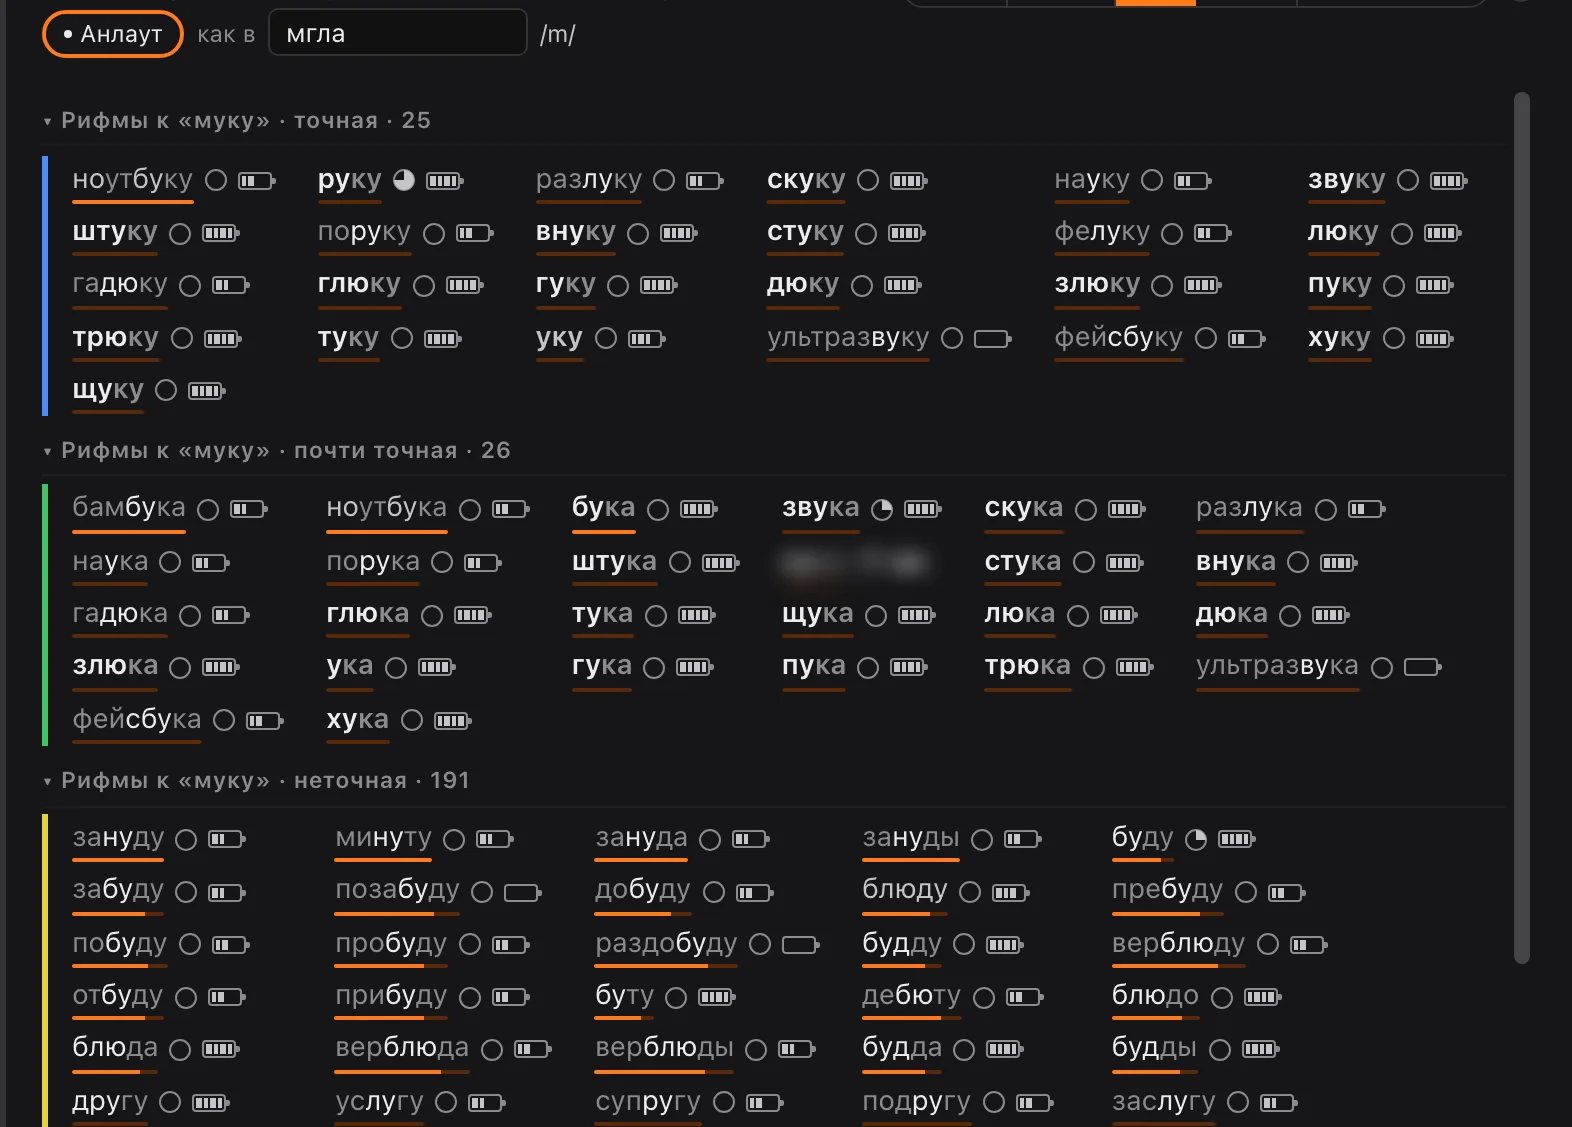 • Анлаут как в мгла /m/
▾ Рифмы к «муку» · точная · 25
ноутбуку руку разлуку скуку науку звуку
штуку поруку внуку стуку фелуку люку
гадюку глюку гуку дюку злюку пуку
трюку туку уку ультразвуку фейсбуку хуку
щуку
▾ Рифмы к «муку» · почти точная · 26
бамбука ноутбука бука звука скука разлука
наука порука штука стука внука
гадюка глюка тука щука люка дюка
злюка ука гука пука трюка ультразвука
фейсбука хука
▾ Рифмы к «муку» · неточная · 191
зануду минуту зануда зануды буду
забуду позабуду добуду блюду пребуду
побуду пробуду раздобуду будду верблюду
отбуду прибуду буту дебюту блюдо
блюда верблюда верблюды будда будды
другу услугу супругу подругу заслугу